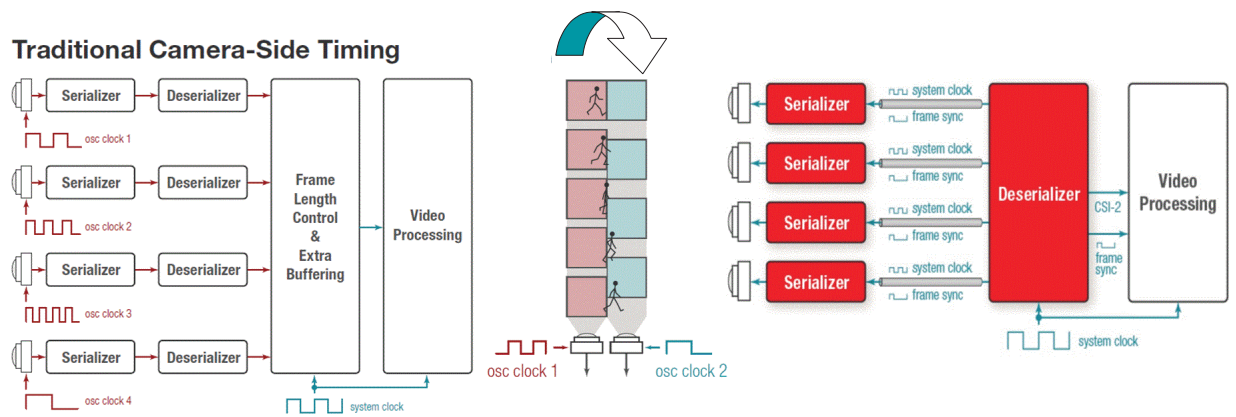 Traditional Camera-Side Timing
Serializer
Deserializer
osc clock 1
Serializer
Deserializer
osc clock 2
Serializer
Deserializer
osc clock 3
Serializer
Deserializer
osc clock 4
Frame
Length
Control
&
Extra
Buffering
Video
Processing
system clock
osc clock 1
osc clock 2
Serializer
system clock
frame sync
Serializer
system clock
frame sync
Serializer
system clock
frame sync
Serializer
system clock
frame sync
Deserializer
CSI-2
frame
sync
Video
Processing
system clock